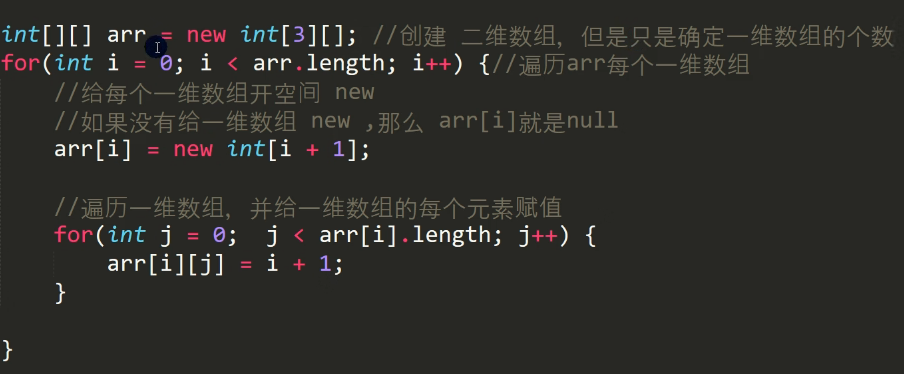 int[][] arr = new int[3][]; //创建 二维数组，但是只是确定一维数组的个数
for(int i = 0; i < arr.length; i++) {//遍历arr每个一维数组
    //给每个一维数组开空间 new
    //如果没有给一维数组 new ,那么 arr[i]就是null
    arr[i] = new int[i + 1];

    //遍历一维数组，并给一维数组的每个元素赋值
    for(int j = 0;  j < arr[i].length; j++) {
        arr[i][j] = i + 1;
    }

}